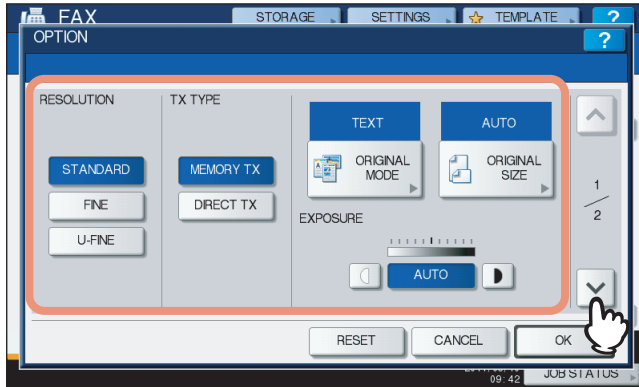 FAX
STORAGE
SETTINGS
TEMPLATE
?
OPTION
?
RESOLUTION
TX TYPE
STANDARD
FINE
U-FINE
MEMORY TX
DIRECT TX
TEXT
AUTO
ORIGINAL
MODE
ORIGINAL
SIZE
EXPOSURE
AUTO
1
2
RESET
CANCEL
OK
09:42
JOB STATUS